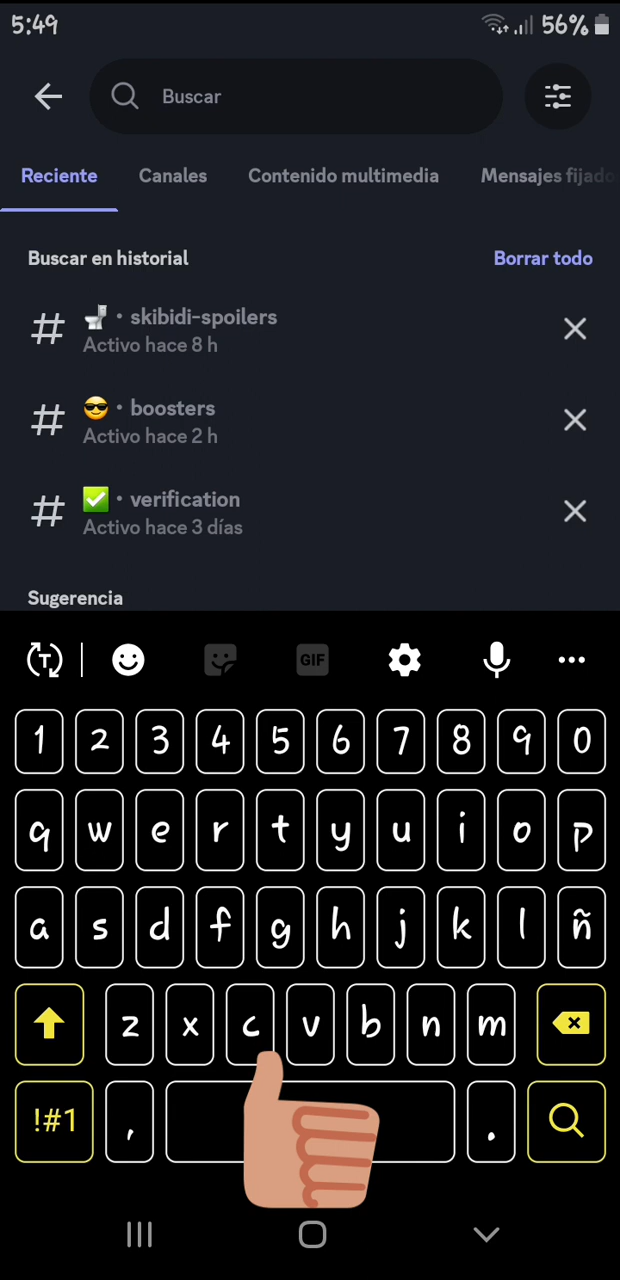 5:49 56%
Buscar
Reciente Canales Contenido multimedia Mensajes fijado
Buscar en historial Borrar todo
# 🚽 • skibidi-spoilers
Activo hace 8 h
# 😎 • boosters
Activo hace 2 h
# ✅ • verification
Activo hace 3 días
Sugerencia
T GIF
1 2 3 4 5 6 7 8 9 0
q w e r t y u i o p
a s d f g h j k l ñ
z x c v b n m
!#1 , .